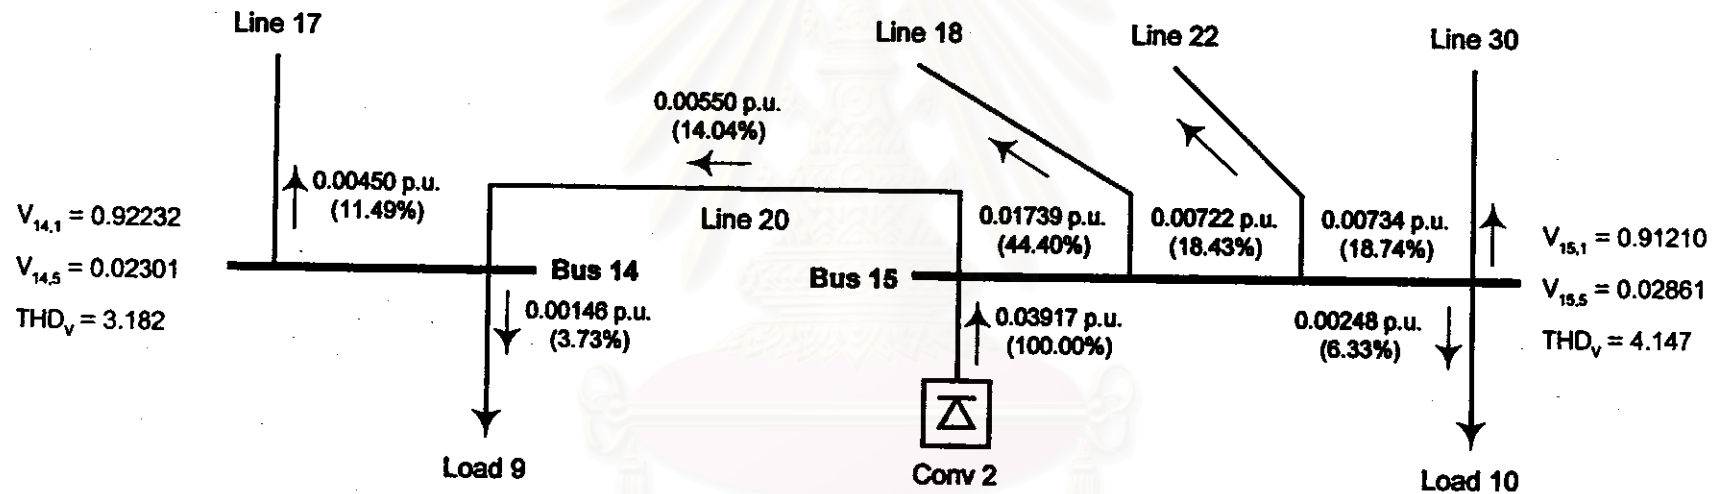 Line 17
Line 18
Line 22
Line 30
0.00550 p.u.
(14.04%)
0.00450 p.u.
(11.49%)
Line 20
0.01739 p.u.
(44.40%)
0.00722 p.u.
(18.43%)
0.00734 p.u.
(18.74%)
V14,1 = 0.92232
V14,5 = 0.02301
THDV = 3.182
Bus 14
Bus 15
V15,1 = 0.91210
V15,5 = 0.02861
THDV = 4.147
0.00146 p.u.
(3.73%)
0.03917 p.u.
(100.00%)
0.00248 p.u.
(6.33%)
Load 9
Conv 2
Load 10